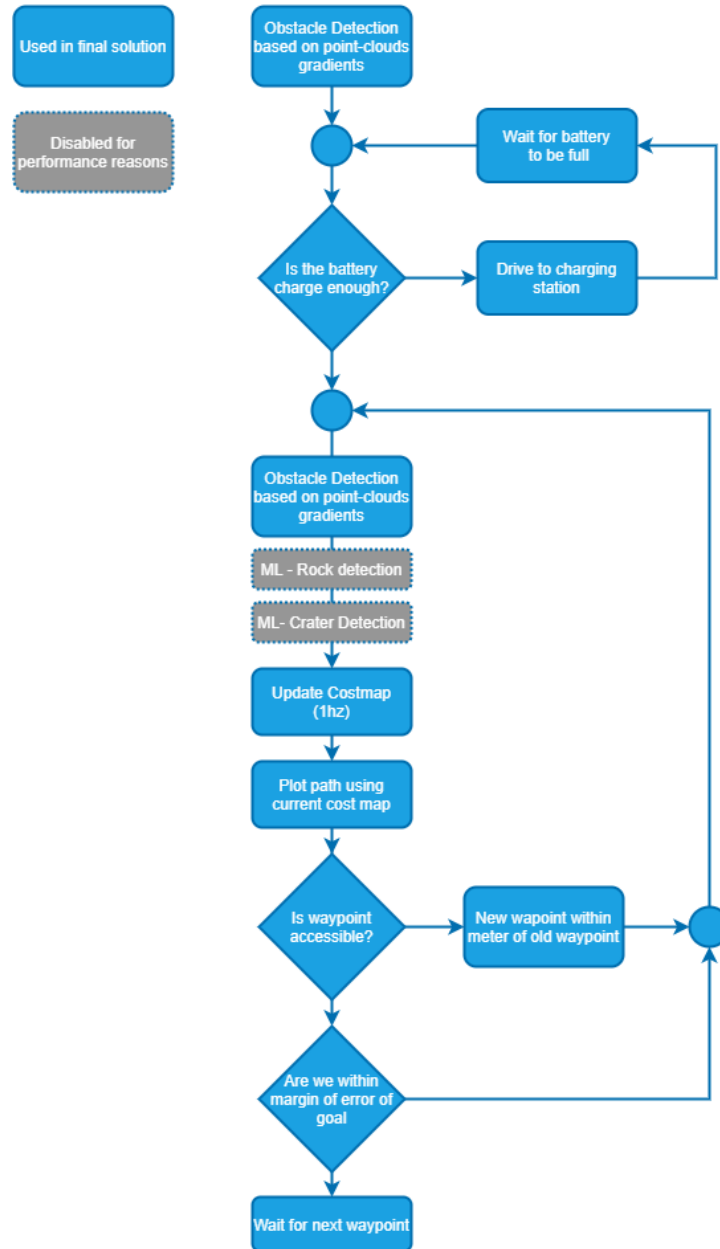 Used in final solution
Disabled for
performance reasons
Obstacle Detection
based on point-clouds
gradients
Wait for battery
to be full
Is the battery
charge enough?
Drive to charging
station
Obstacle Detection
based on point-clouds
gradients
ML - Rock detection
ML- Crater Detection
Update Costmap
(1hz)
Plot path using
current cost map
Is waypoint
accessible?
New wapoint within
meter of old waypoint
Are we within
margin of error of
goal
Wait for next waypoint